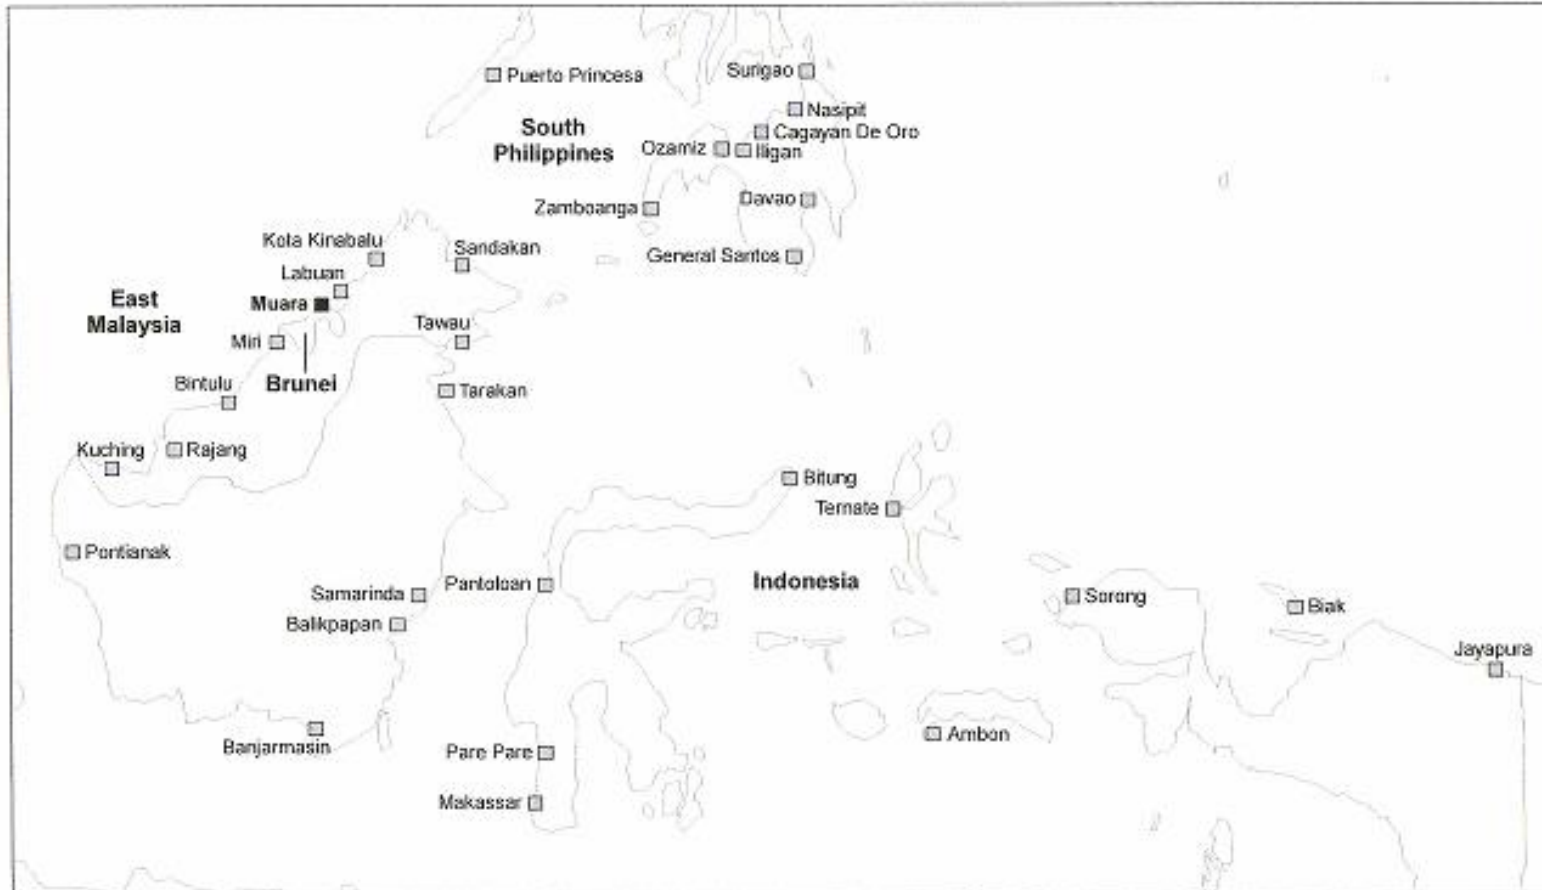 Puerto Princesa
Surigao
Nasipit
South
Philippines
Cagayan De Oro
Ozamiz
Iligan
Davao
Zamboanga
Kota Kinabalu
Sandakan
General Santos
Labuan
East
Malaysia
Muara
Tawau
Miri
Bintulu
Brunei
Tarakan
Kuching
Rajang
Bitung
Ternate
Pontianak
Samarinda
Pantoloan
Indonesia
Sorong
Biak
Balikpapan
Jayapura
Banjarmasin
Pare Pare
Ambon
Makassar